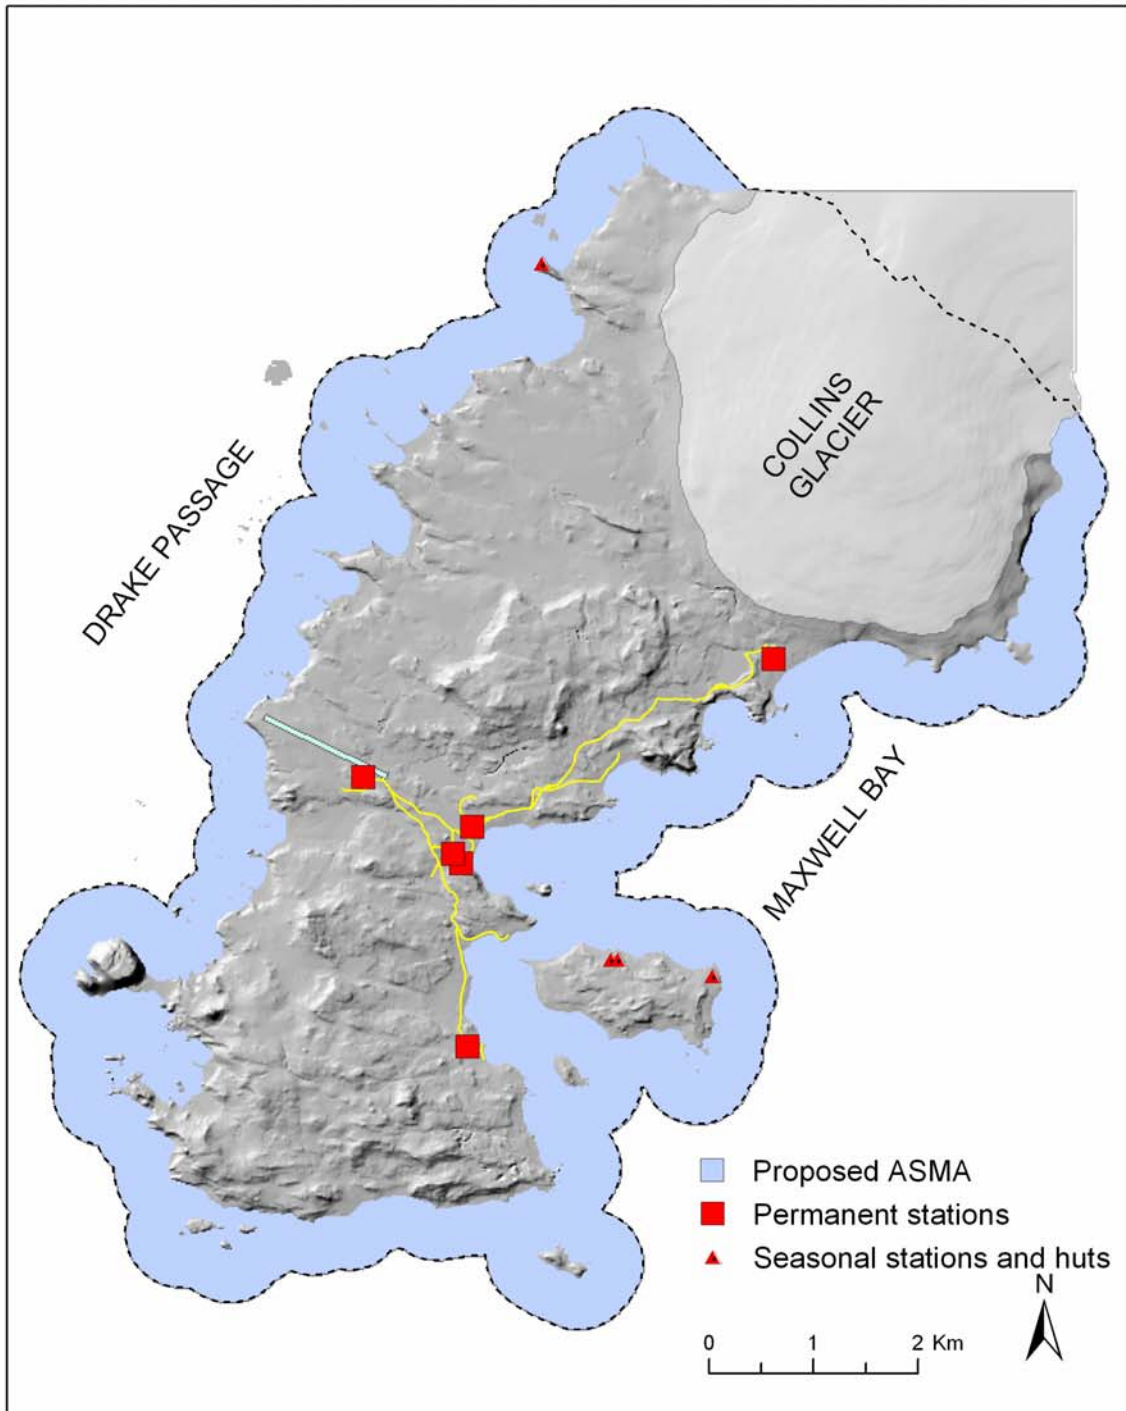 COLLINS
GLACIER
DRAKE PASSAGE
MAXWELL BAY
Proposed ASMA
Permanent stations
Seasonal stations and huts
N
0 1 2 Km